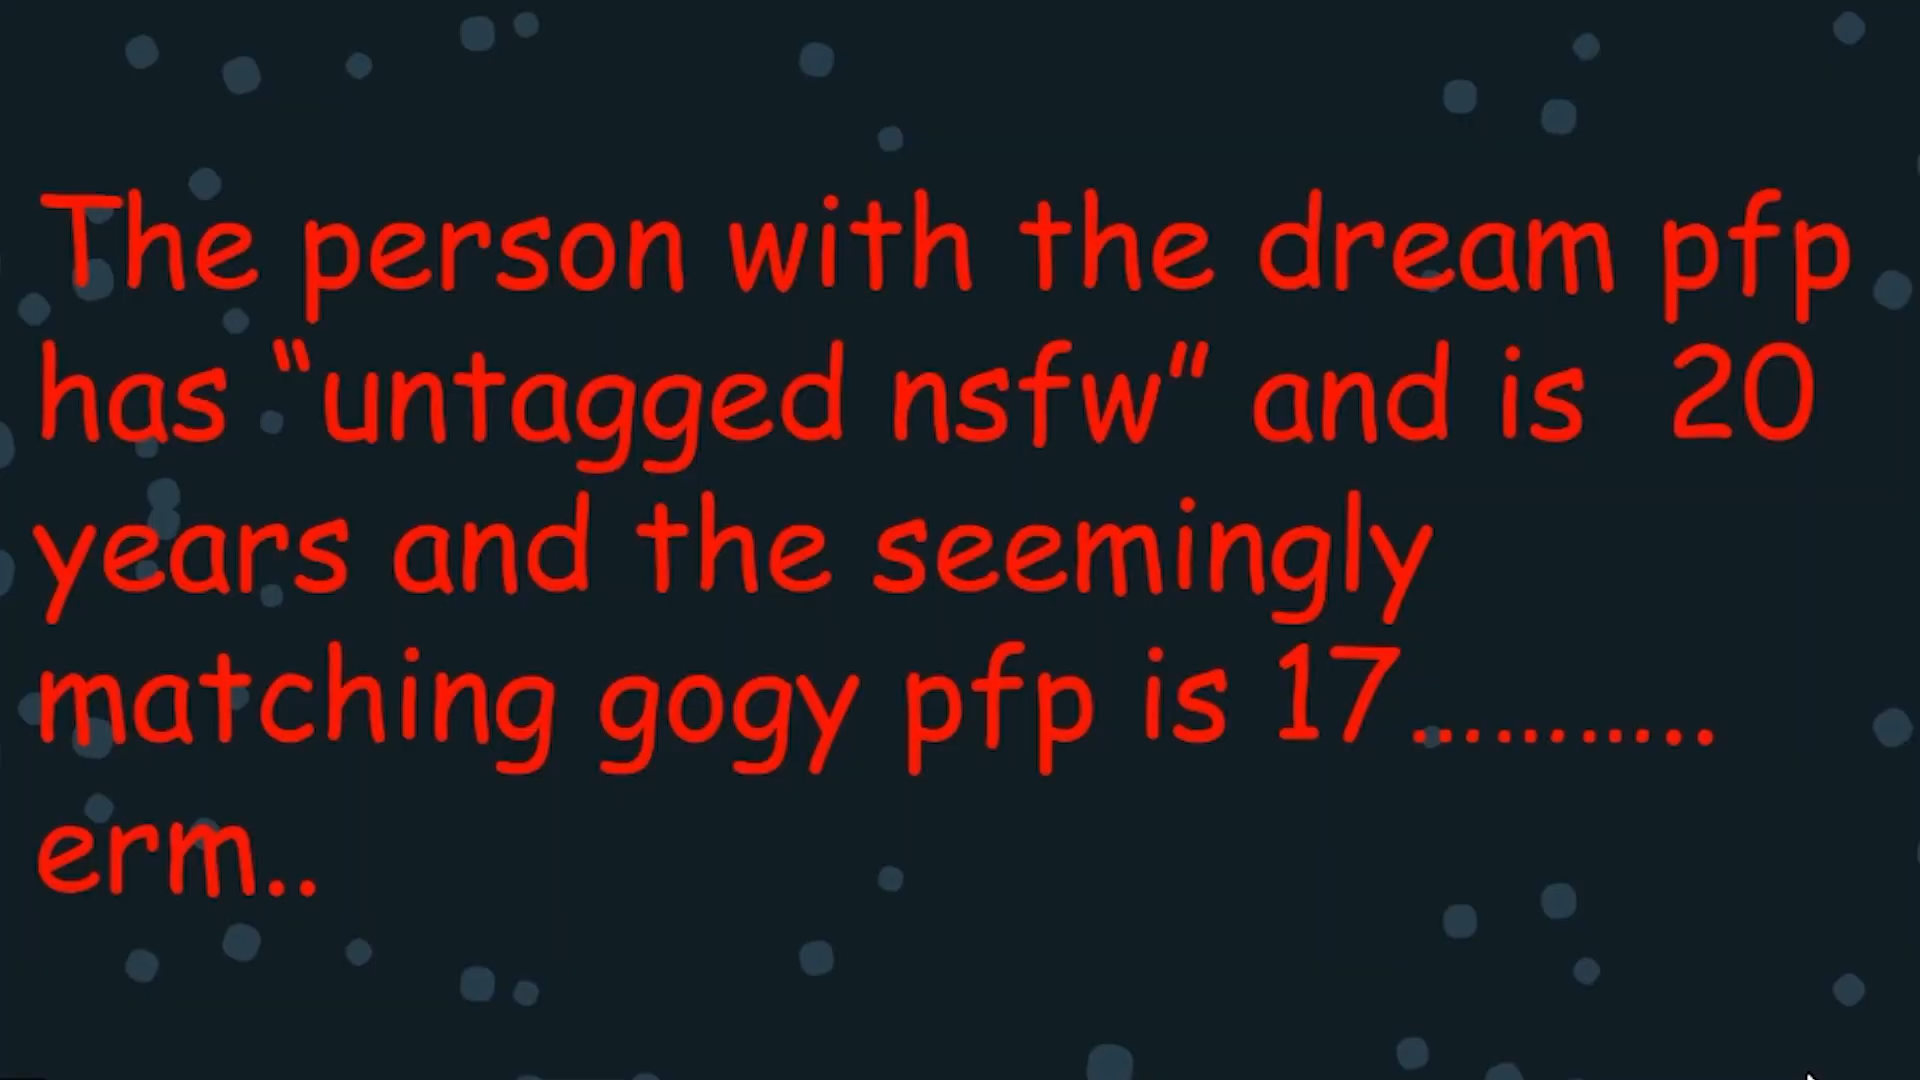 The person with the dream pfp
has “untagged nsfw” and is  20
years and the seemingly
matching gogy pfp is 17...........
erm..